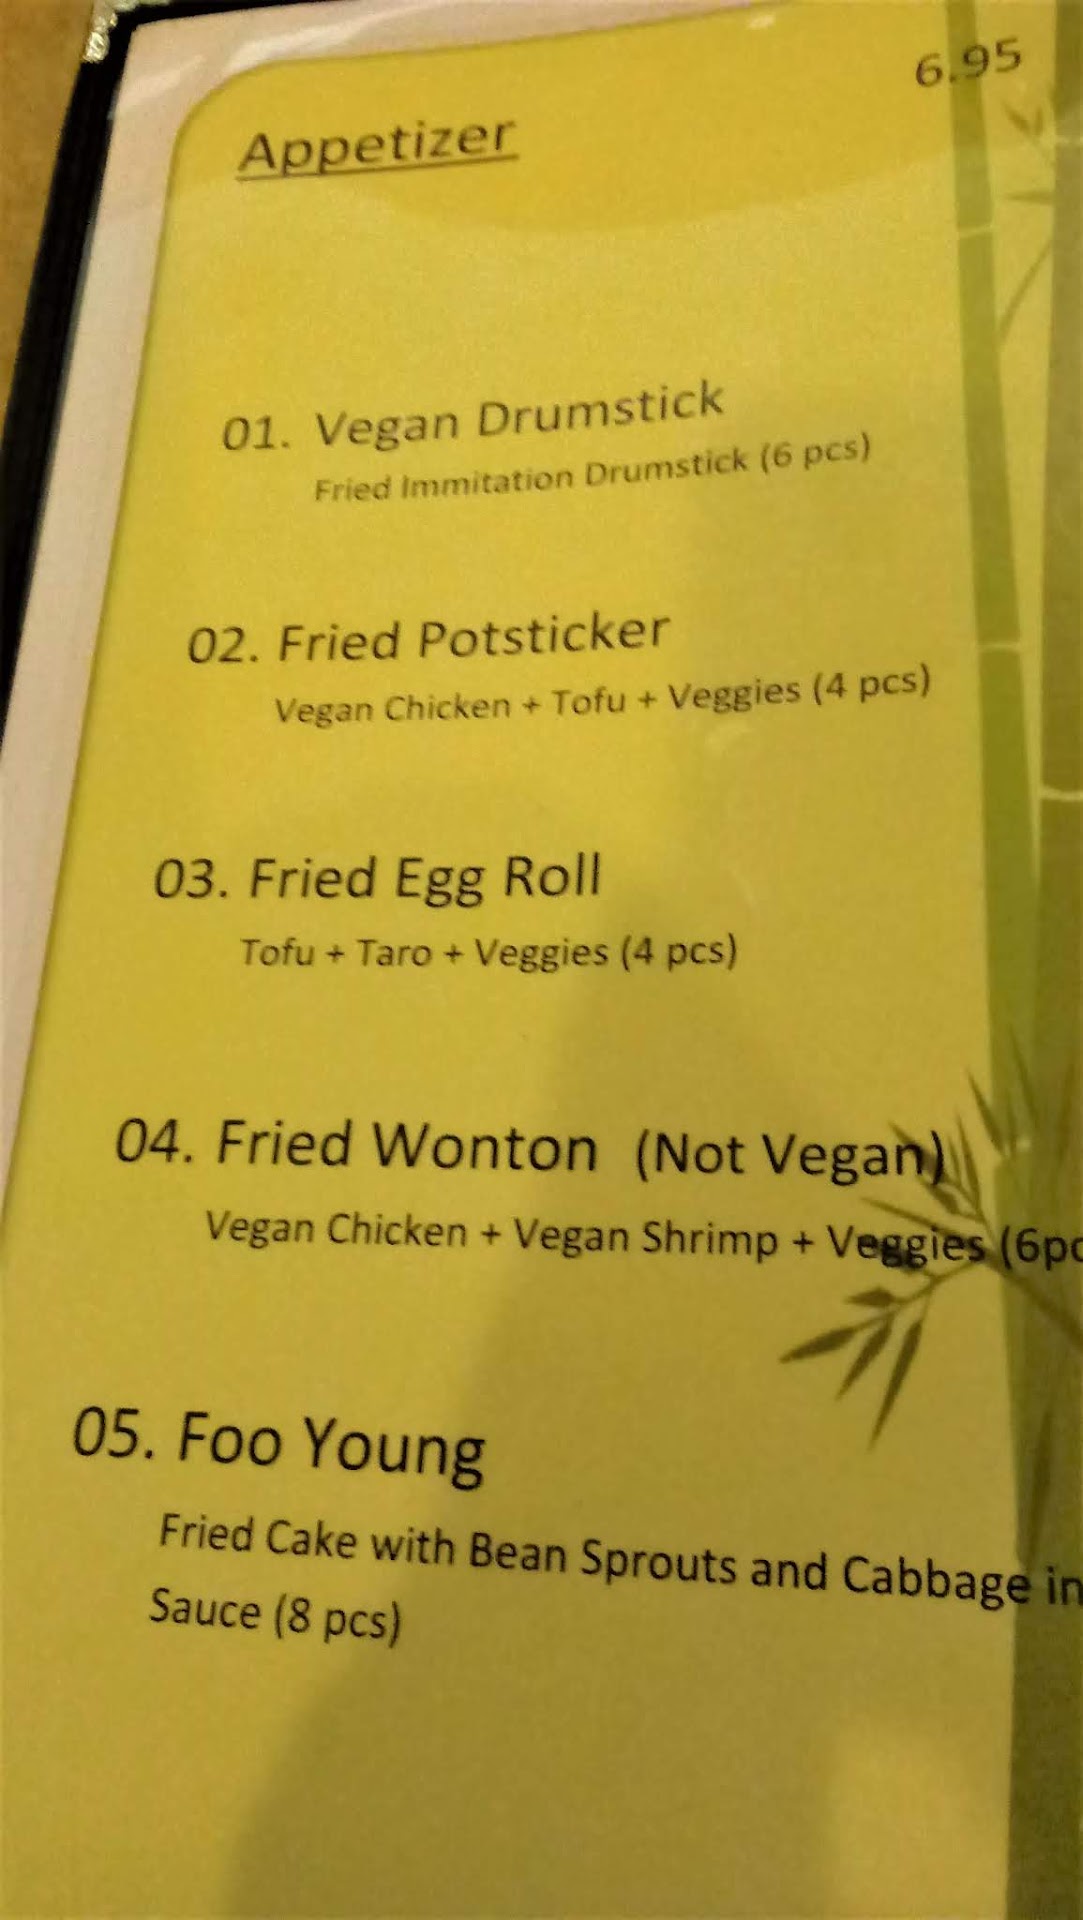 Appetizer 6.95
01. Vegan Drumstick
Fried Immitation Drumstick (6 pcs)
02. Fried Potsticker
Vegan Chicken + Tofu + Veggies (4 pcs)
03. Fried Egg Roll
Tofu + Taro + Veggies (4 pcs)
04. Fried Wonton (Not Vegan)
Vegan Chicken + Vegan Shrimp + Veggies (6pc
05. Foo Young
Fried Cake with Bean Sprouts and Cabbage in
Sauce (8 pcs)